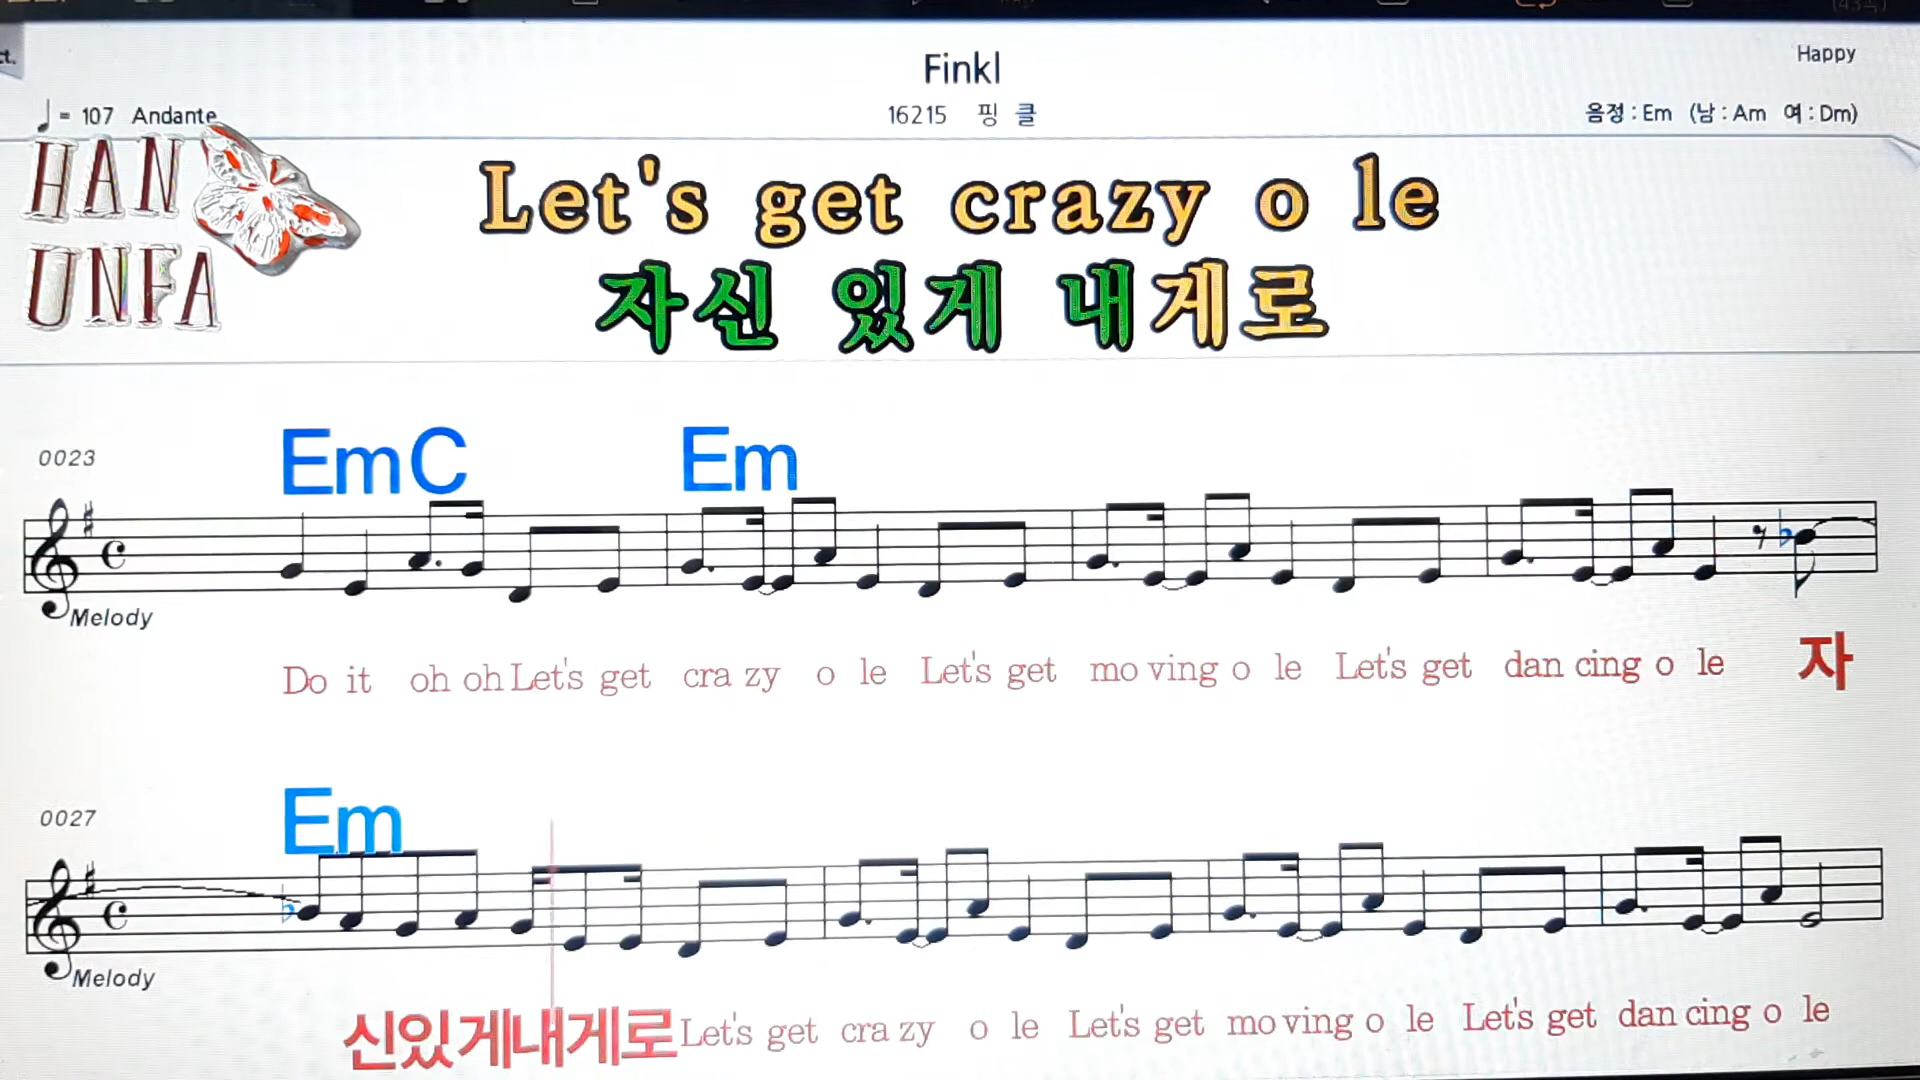 ct.
Finkl
Happy
= 107 Andante
16215 핑 클
음정 : Em (남 : Am 여 : Dm)
HAN
UNFA
Let's get crazy o le
자신 있게 내게로
Em C Em
0023
Melody
Do it oh oh Let's get cra zy o le Let's get mo ving o le Let's get dan cing o le 자
Em
0027
Melody
신있게내게로 Let's get cra zy o le Let's get mo ving o le Let's get dan cing o le